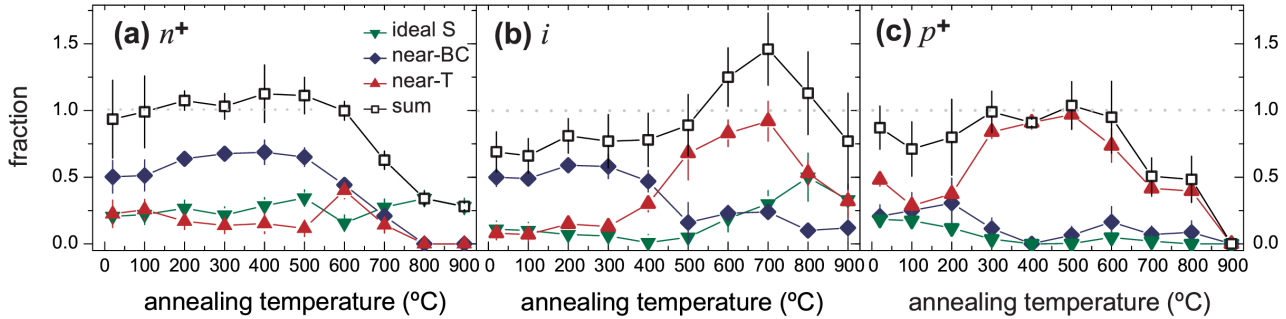 (a) n+
ideal S
near-BC
near-T
sum
(b) i
(c) p+
fraction
1.5
1.0
0.5
0.0
1.5
1.0
0.5
0.0
0 100 200 300 400 500 600 700 800 900
0 100 200 300 400 500 600 700 800 900
0 100 200 300 400 500 600 700 800 900
annealing temperature (ºC)
annealing temperature (ºC)
annealing temperature (ºC)